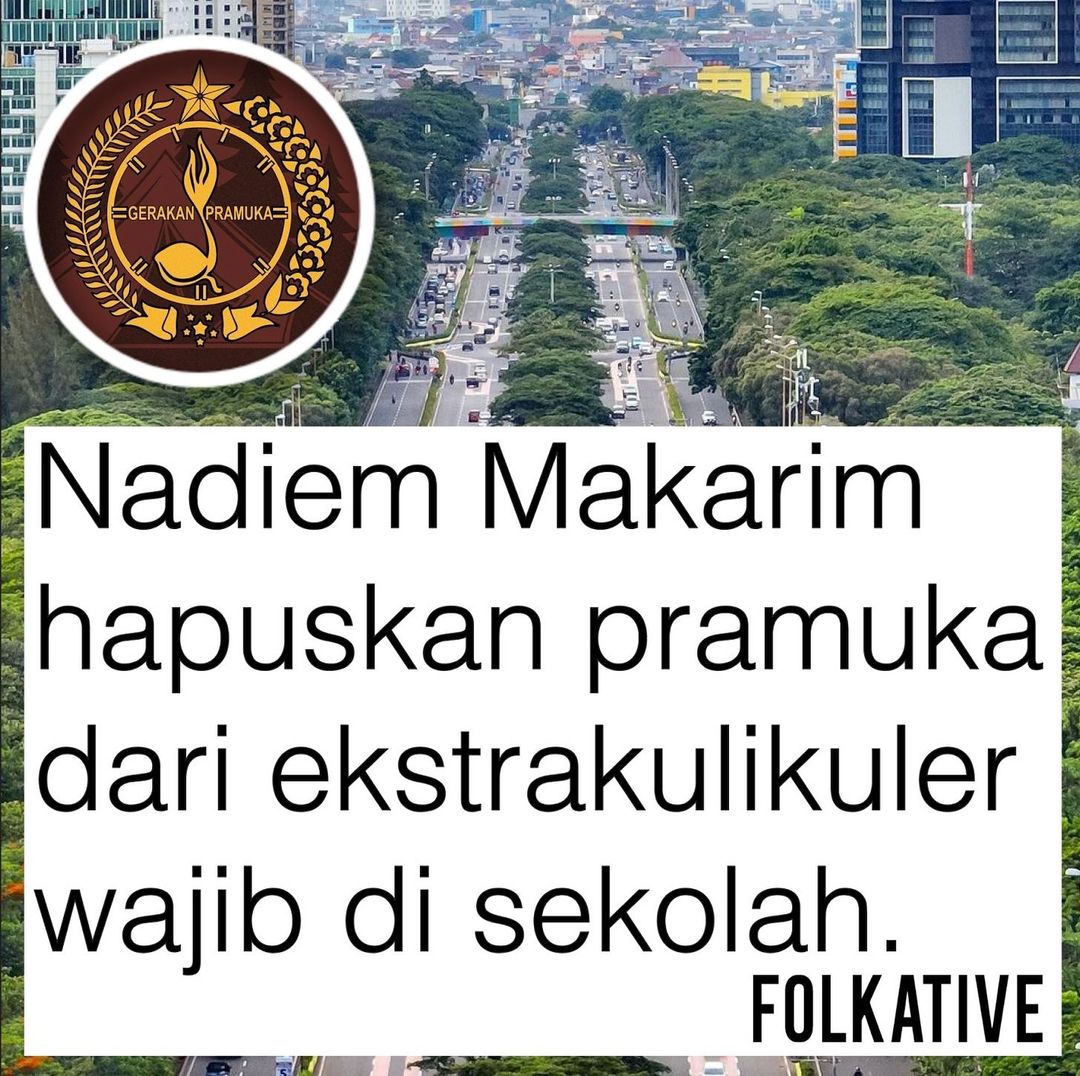 GERAKAN PRAMUKA
Nadiem Makarim
hapuskan pramuka
dari ekstrakulikuler
wajib di sekolah.
FOLKATIVE